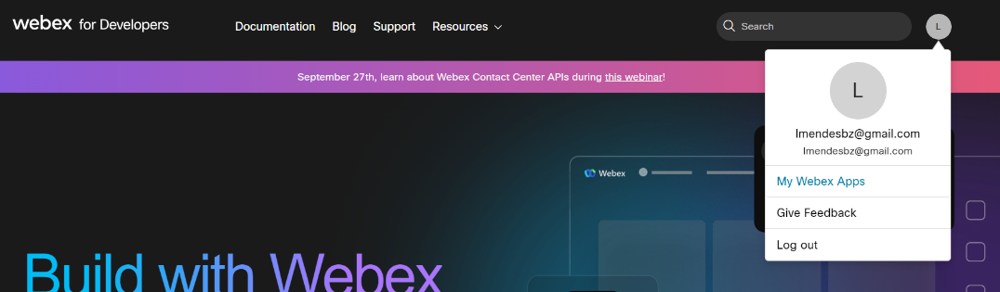 webex for Developers
Documentation Blog Support Resources
Search
L
September 27th, learn about Webex Contact Center APIs during this webinar!
L
lmendesbz@gmail.com
lmendesbz@gmail.com
My Webex Apps
Give Feedback
Log out
Webex
Build with Webex